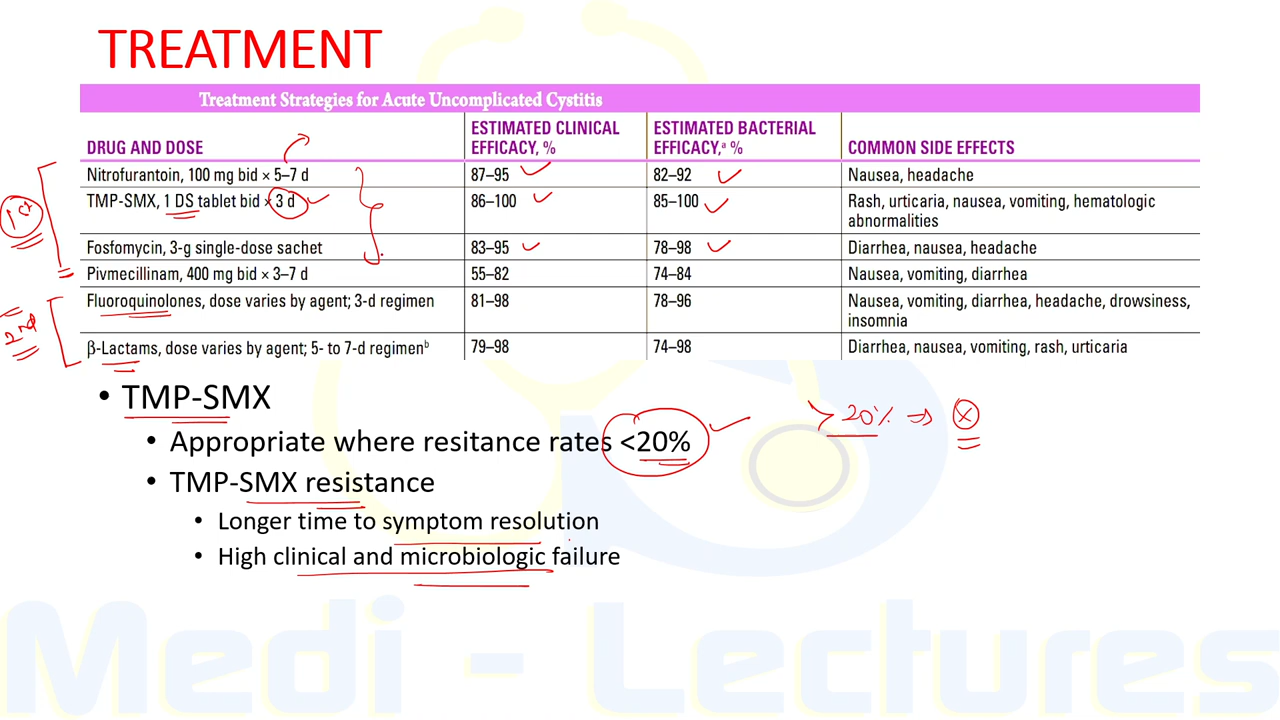 TREATMENT
Treatment Strategies for Acute Uncomplicated Cystitis
DRUG AND DOSE ESTIMATED CLINICAL EFFICACY, % ESTIMATED BACTERIAL EFFICACY,ᵃ % COMMON SIDE EFFECTS
Nitrofurantoin, 100 mg bid × 5–7 d 87–95 82–92 Nausea, headache
TMP-SMX, 1 DS tablet bid × 3 d 86–100 85–100 Rash, urticaria, nausea, vomiting, hematologic
abnormalities
Fosfomycin, 3-g single-dose sachet 83–95 78–98 Diarrhea, nausea, headache
Pivmecillinam, 400 mg bid × 3–7 d 55–82 74–84 Nausea, vomiting, diarrhea
Fluoroquinolones, dose varies by agent; 3-d regimen 81–98 78–96 Nausea, vomiting, diarrhea, headache, drowsiness,
insomnia
β-Lactams, dose varies by agent; 5- to 7-d regimenᵇ 79–98 74–98 Diarrhea, nausea, vomiting, rash, urticaria
1st
2nd
• TMP-SMX
• Appropriate where resitance rates <20%
>20% ⇒ ×
• TMP-SMX resistance
• Longer time to symptom resolution
• High clinical and microbiologic failure
Medi - Lectures